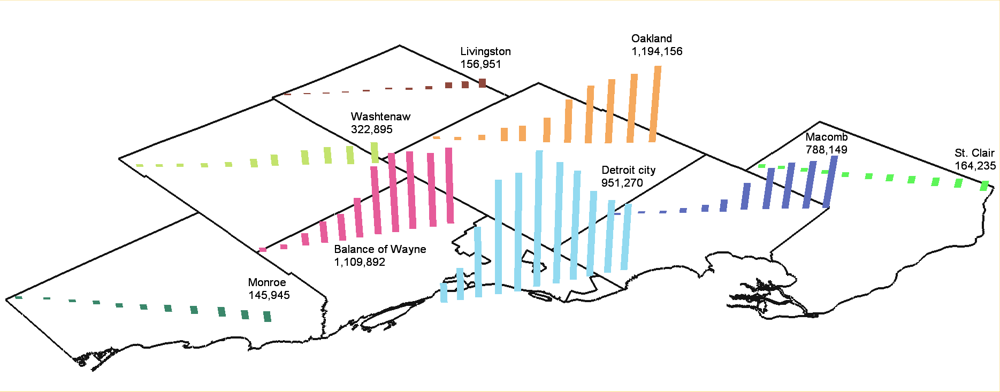 Oakland
1,194,156
Livingston
156,951
Washtenaw
322,895
Macomb
788,149
St. Clair
164,235
Detroit city
951,270
Balance of Wayne
1,109,892
Monroe
145,945